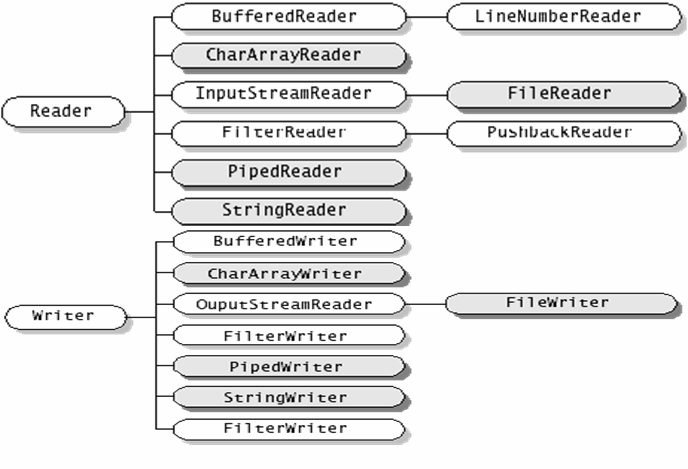 BufferedReader LineNumberReader
CharArrayReader
InputStreamReader FileReader
Reader
FilterReader PushbackReader
PipedReader
StringReader
BufferedWriter
CharArrayWriter
OuputStreamReader FileWriter
Writer
FilterWriter
PipedWriter
StringWriter
FilterWriter